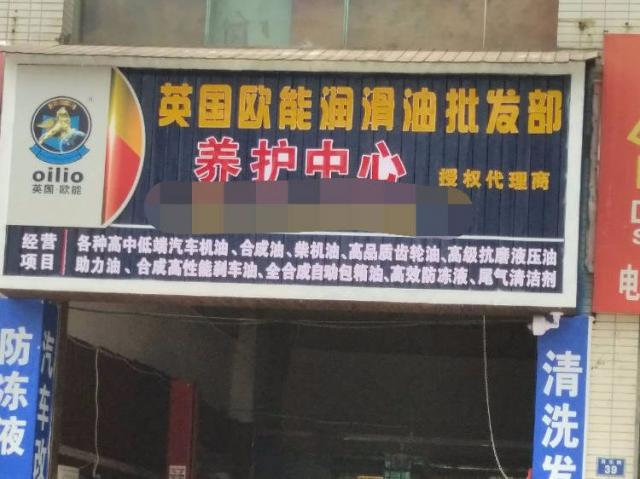 英国欧能润滑油批发部
养护中心
授权代理商
oilio
英国·欧能
经营项目
各种高中低端汽车机油、合成油、柴机油、高品质齿轮油、高级抗磨液压油
助力油、合成高性能刹车油、全合成自动包箱油、高效防冻液、尾气清洁剂
防冻液
汽车改
清洗发
电
39